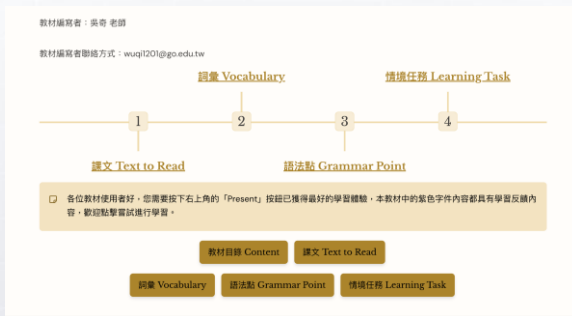 教材編寫者：吳奇 老師
教材編寫者聯絡方式：wuqi1201@go.edu.tw
詞彙 Vocabulary
情境任務 Learning Task
1
2
3
4
課文 Text to Read
語法點 Grammar Point
各位教材使用者好，您需要按下右上角的「Present」按鈕已獲得最好的學習體驗，本教材中的紫色字件內容都具有學習反饋內
容，歡迎點擊嘗試進行學習。
教材目錄 Content
課文 Text to Read
詞彙 Vocabulary
語法點 Grammar Point
情境任務 Learning Task